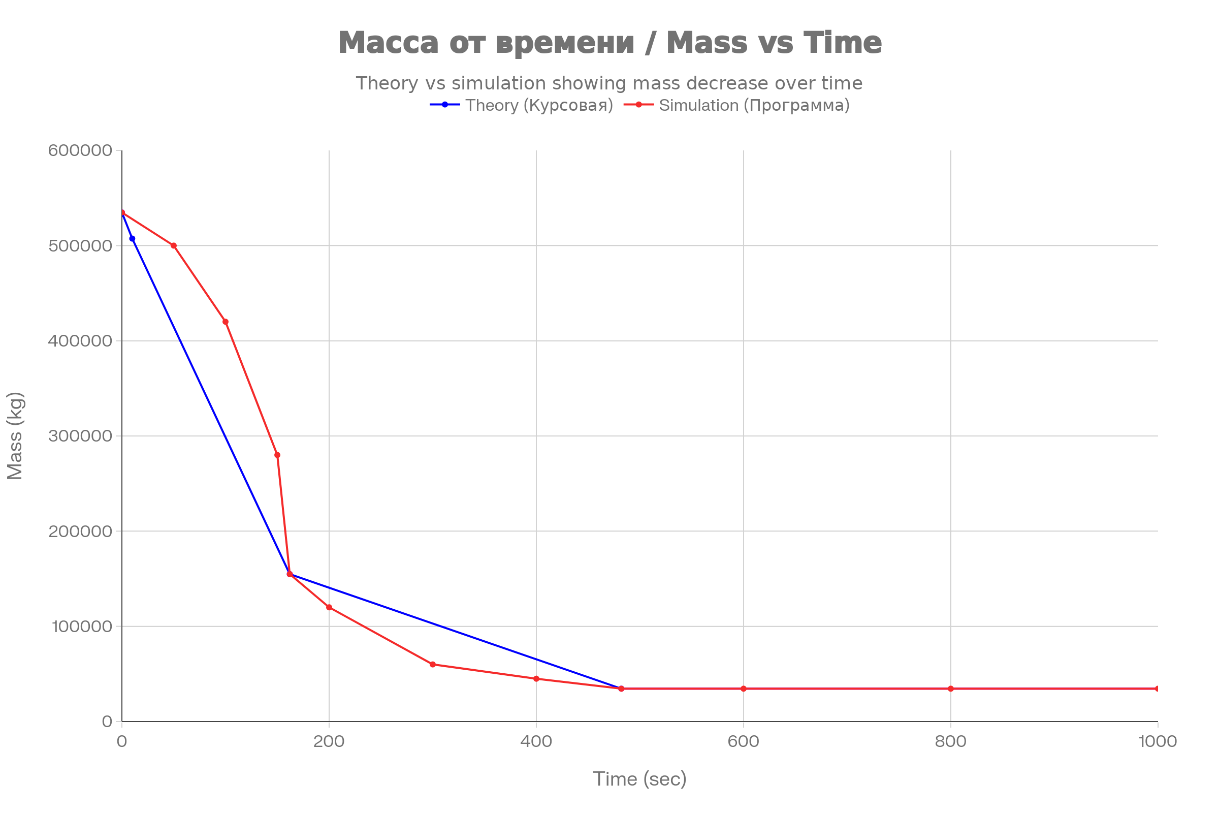 Масса от времени / Mass vs Time
Theory vs simulation showing mass decrease over time
Theory (Курсовая) Simulation (Программа)
600000
500000
400000
300000
200000
100000
0
Mass (kg)
0 200 400 600 800 1000
Time (sec)